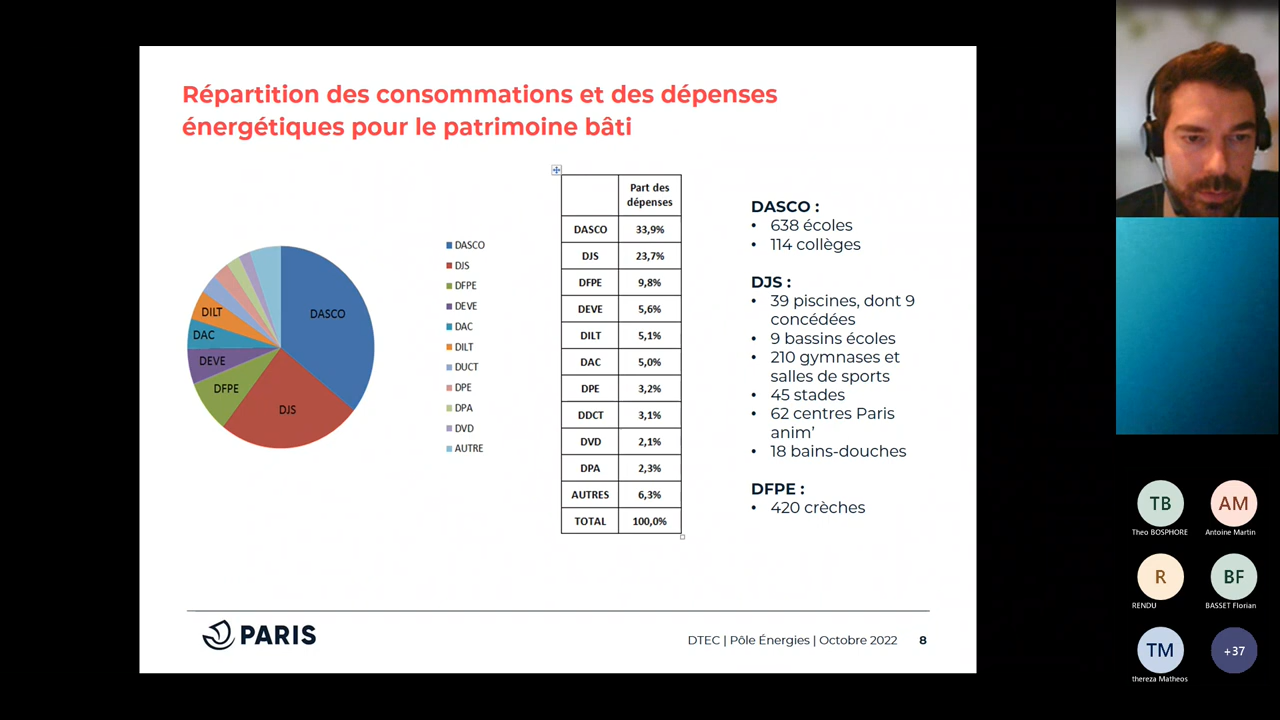 Répartition des consommations et des dépenses
énergétiques pour le patrimoine bâti
DASCO
DJS
DFPE
DEVE
DAC
DILT
DASCO
DJS
DFPE
DEVE
DAC
DILT
DUCT
DPE
DPA
DVD
AUTRE
Part des
dépenses
DASCO 33,9%
DJS 23,7%
DFPE 9,8%
DEVE 5,6%
DILT 5,1%
DAC 5,0%
DPE 3,2%
DDCT 3,1%
DVD 2,1%
DPA 2,3%
AUTRES 6,3%
TOTAL 100,0%
DASCO :
• 638 écoles
• 114 collèges
DJS :
• 39 piscines, dont 9
concédées
• 9 bassins écoles
• 210 gymnases et
salles de sports
• 45 stades
• 62 centres Paris
anim’
• 18 bains-douches
DFPE :
• 420 crèches
PARIS
DTEC | Pôle Énergies | Octobre 2022 8
TB AM
Theo BOSPHORE Antoine Martin
R BF
RENDU BASSET Florian
TM +37
thereza Matheos